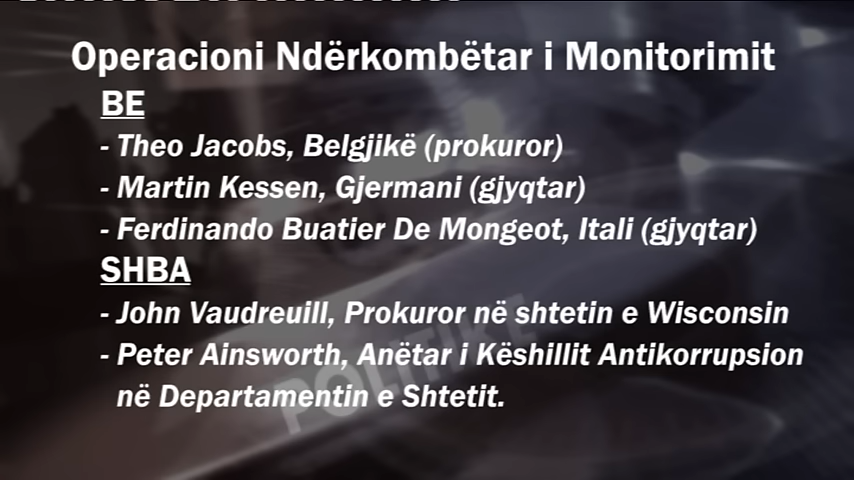 Operacioni Ndërkombëtar i Monitorimit
BE
- Theo Jacobs, Belgjikë (prokuror)
- Martin Kessen, Gjermani (gjyqtar)
- Ferdinando Buatier De Mongeot, Itali (gjyqtar)
SHBA
- John Vaudreuill, Prokuror në shtetin e Wisconsin
- Peter Ainsworth, Anëtar i Këshillit Antikorrupsion
në Departamentin e Shtetit.
POLITIKE